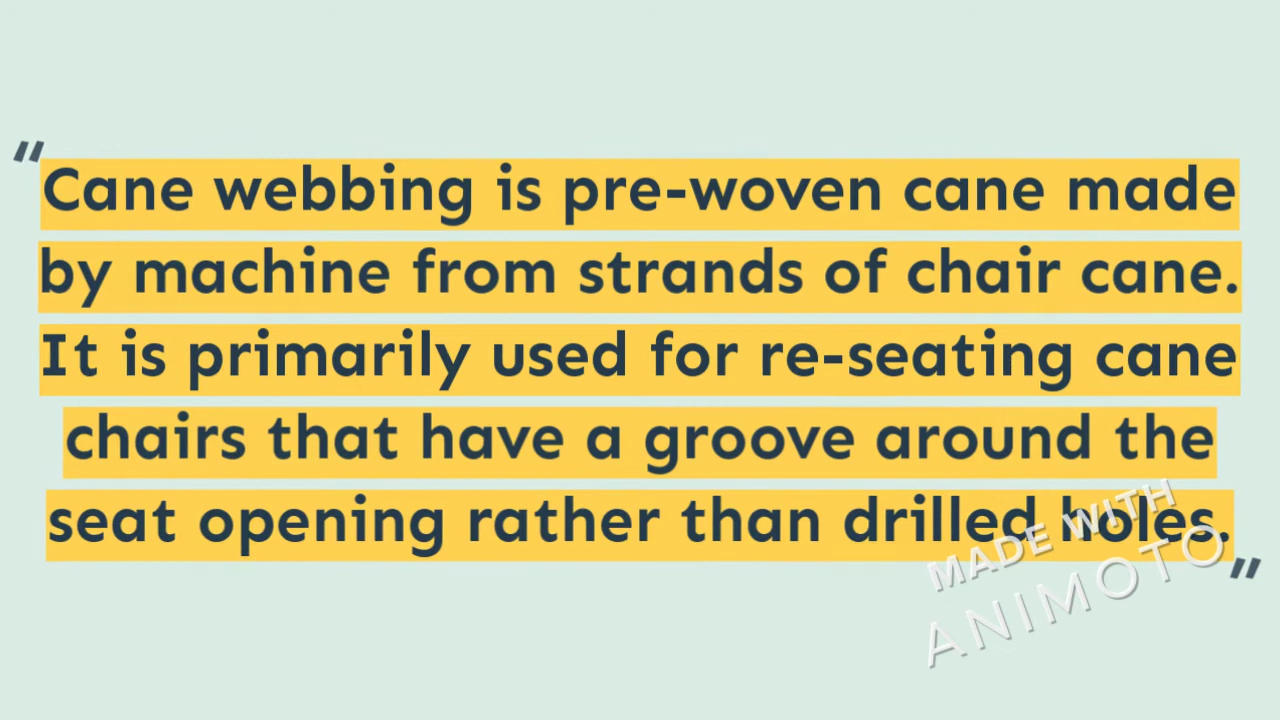 "Cane webbing is pre-woven cane made
by machine from strands of chair cane.
It is primarily used for re-seating cane
chairs that have a groove around the
seat opening rather than drilled holes."
MADE WITH
ANIMOTO